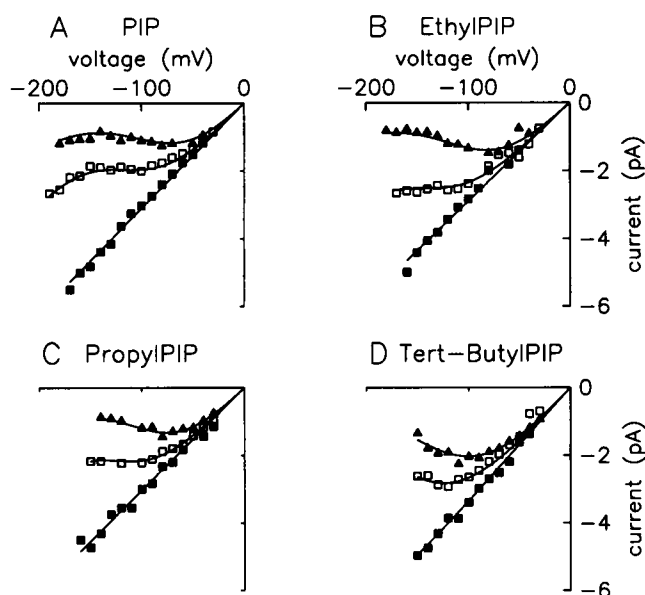 A PIP
voltage (mV)
−200 −100 0
B EthylPIP
voltage (mV)
−200 −100 0
0
−2
−4
−6
current (pA)
C PropylPIP
D Tert−ButylPIP
0
−2
−4
−6
current (pA)